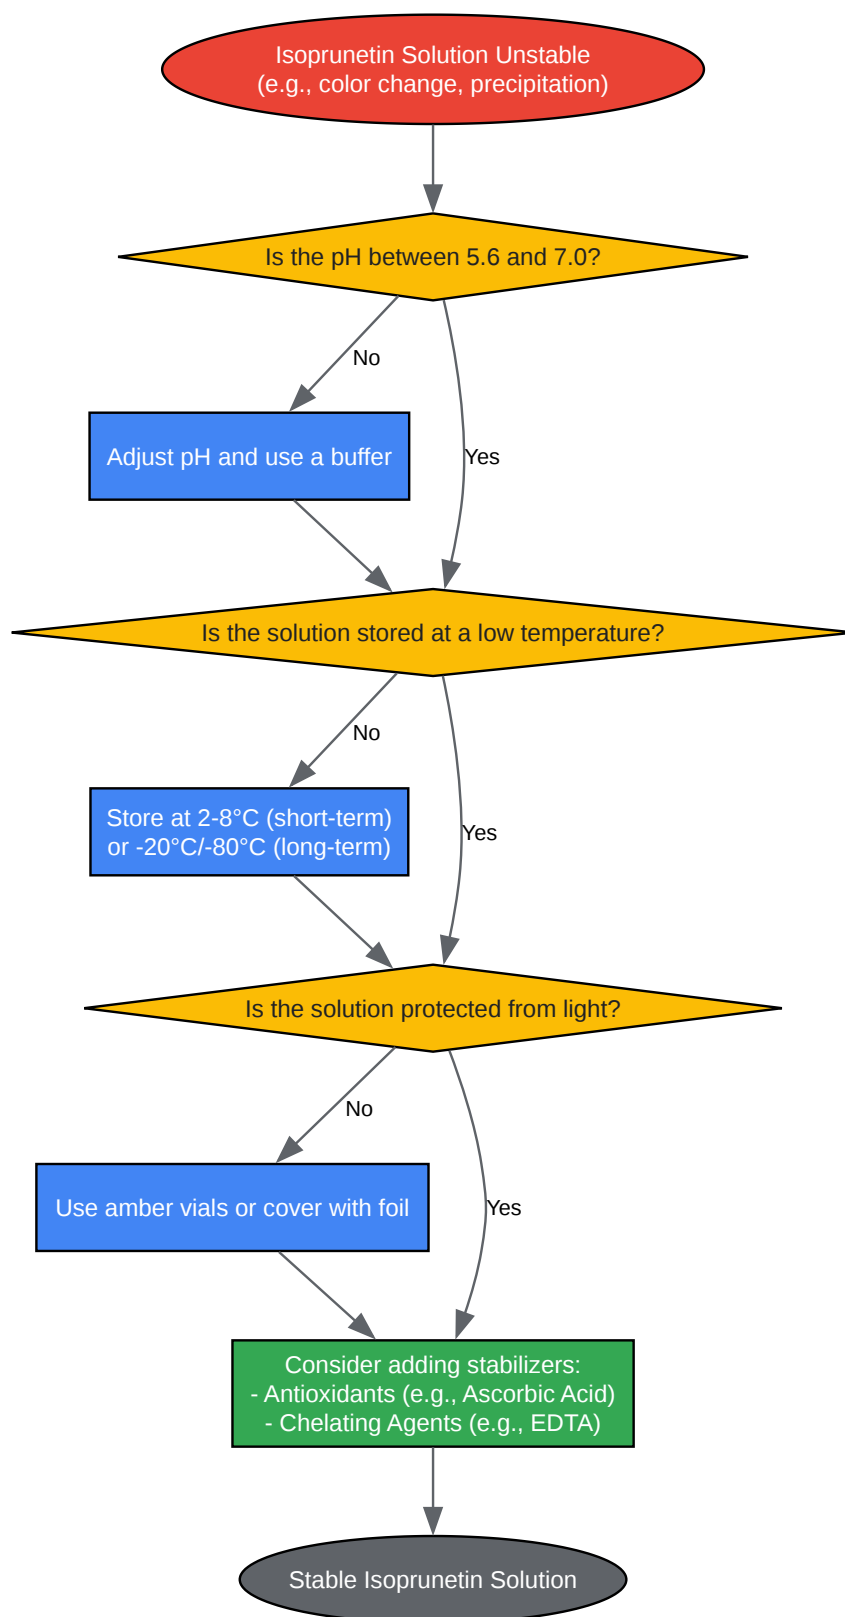 Isoprunetin Solution Unstable
(e.g., color change, precipitation)
Is the pH between 5.6 and 7.0?
No
Adjust pH and use a buffer
Yes
Is the solution stored at a low temperature?
No
Store at 2-8°C (short-term)
or -20°C/-80°C (long-term)
Yes
Is the solution protected from light?
No
Use amber vials or cover with foil
Yes
Consider adding stabilizers:
- Antioxidants (e.g., Ascorbic Acid)
- Chelating Agents (e.g., EDTA)
Stable Isoprunetin Solution